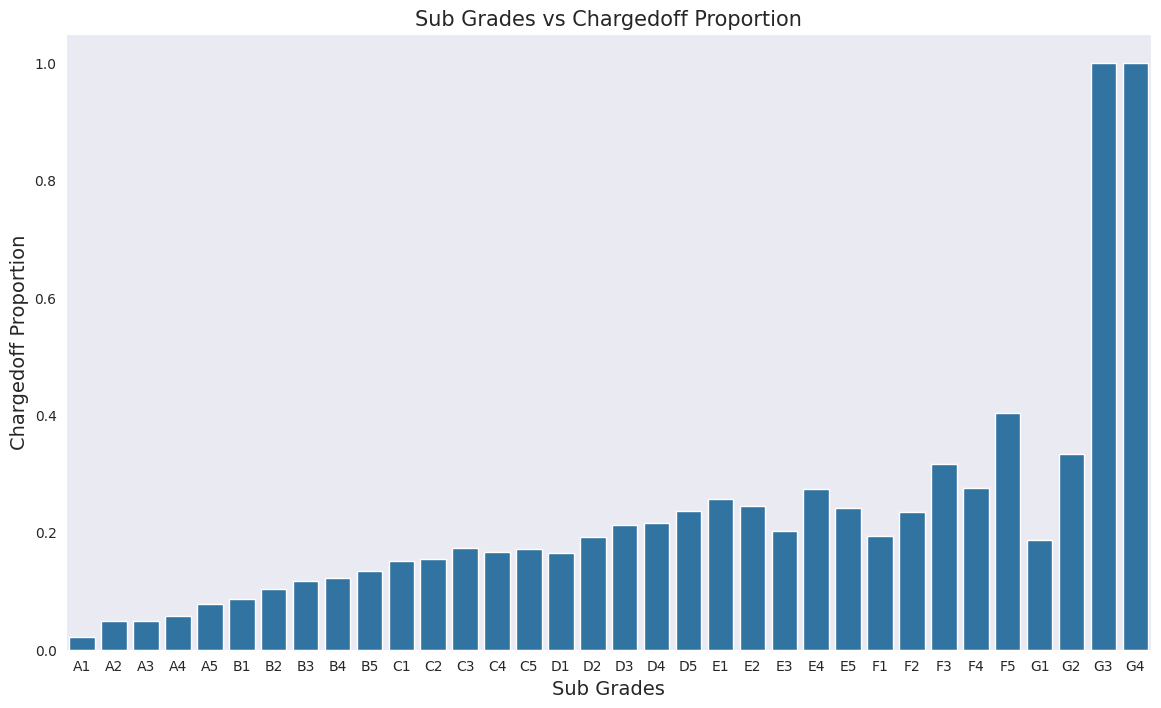 Sub Grades vs Chargedoff Proportion
Chargedoff Proportion
1.0
0.8
0.6
0.4
0.2
0.0
A1 A2 A3 A4 A5 B1 B2 B3 B4 B5 C1 C2 C3 C4 C5 D1 D2 D3 D4 D5 E1 E2 E3 E4 E5 F1 F2 F3 F4 F5 G1 G2 G3 G4
Sub Grades